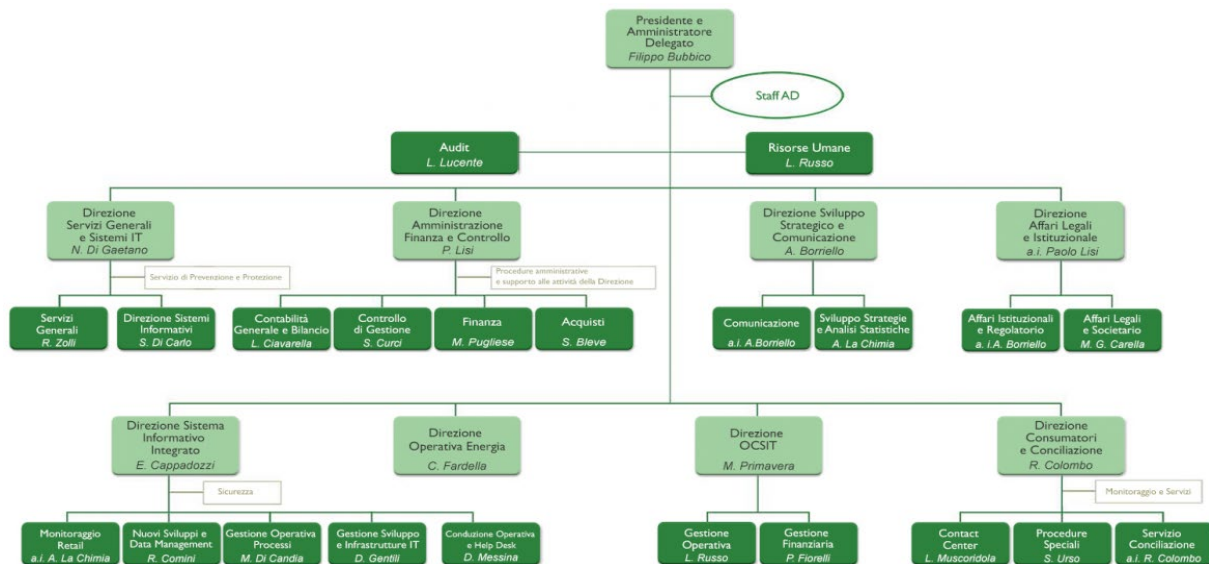 Presidente e
Amministratore
Delegato
Filippo Bubbico
Staff AD
Audit
L. Lucente
Risorse Umane
L. Russo
Direzione
Servizi Generali
e Sistemi IT
N. Di Gaetano
Direzione
Amministrazione
Finanza e Controllo
P. Lisi
Direzione Sviluppo
Strategico e
Comunicazione
A. Borriello
Direzione
Affari Legali
e Istituzionale
a.i. Paolo Lisi
Servizio di Prevenzione e Protezione
Procedure amministrative
e supporto alle attività della Direzione
Servizi
Generali
R. Zolli
Direzione Sistemi
Informativi
S. Di Carlo
Contabilità
Generale e Bilancio
L. Ciavarella
Controllo
di Gestione
S. Curci
Finanza
M. Pugliese
Acquisti
S. Bleve
Comunicazione
a.i. A.Borriello
Sviluppo Strategie
e Analisi Statistiche
A. La Chimia
Affari Istituzionali
e Regolatorio
a. i.A. Borriello
Affari Legali
e Societario
M. G. Carella
Direzione Sistema
Informativo
Integrato
E. Cappadozzi
Direzione
Operativa Energia
C. Fardella
Direzione
OCSIT
M. Primavera
Direzione
Consumatori
e Conciliazione
R. Colombo
Sicurezza
Monitoraggio e Servizi
Monitoraggio
Retail
a.i. A. La Chimia
Nuovi Sviluppi e
Data Management
R. Comini
Gestione Operativa
Processi
M. Di Candia
Gestione Sviluppo
e Infrastrutture IT
D. Gentili
Conduzione Operativa
e Help Desk
D. Messina
Gestione
Operativa
L. Russo
Gestione
Finanziaria
P. Fiorelli
Contact
Center
L. Muscoridola
Procedure
Speciali
S. Urso
Servizio
Conciliazione
a.i. R. Colombo